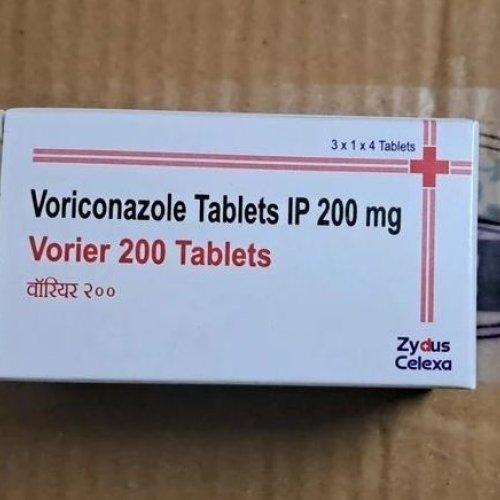 3 x 1 x 4 Tablets
Voriconazole Tablets IP 200 mg
Vorier 200 Tablets
वॉरियर २००
Zydus
Celexa